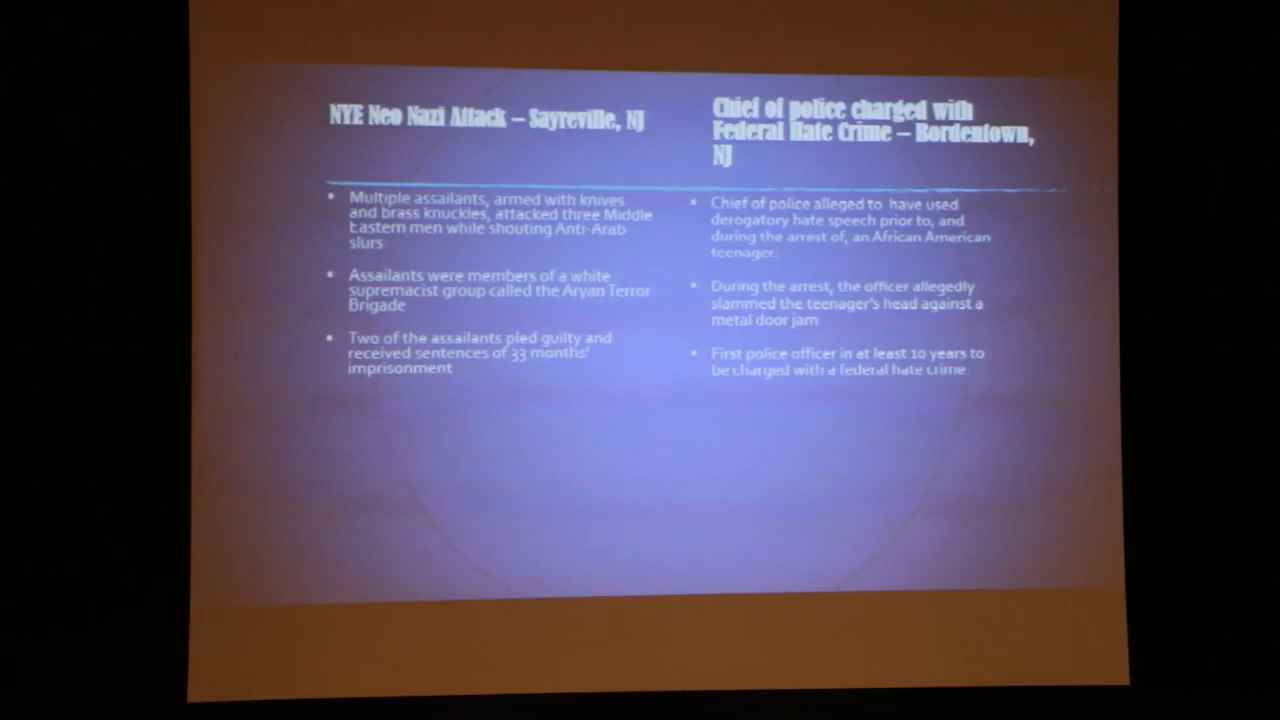 NYE Neo Nazi Attack – Sayreville, NJ
Multiple assailants, armed with knives
and brass knuckles, attacked three Middle
Eastern men while shouting Anti-Arab
slurs
Assailants were members of a white
supremacist group called the Aryan Terror
Brigade
Two of the assailants pled guilty and
received sentences of 33 months'
imprisonment
Chief of police charged with
Federal Hate Crime – Bordentown,
NJ
Chief of police alleged to have used
derogatory hate speech prior to, and
during the arrest of, an African American
teenager.
During the arrest, the officer allegedly
slammed the teenager's head against a
metal door jam
First police officer in at least 10 years to
be charged with a federal hate crime